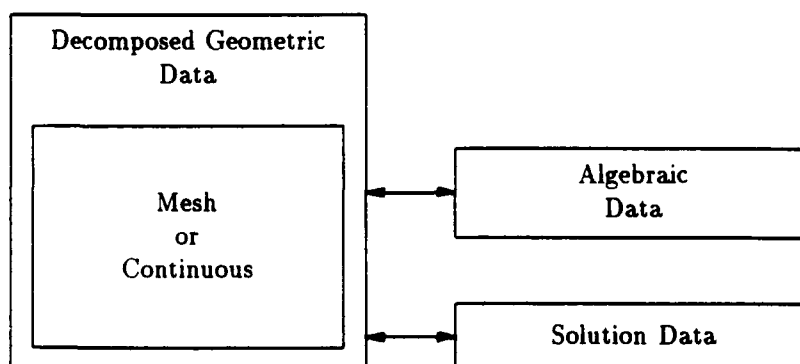 Decomposed Geometric
Data
Mesh
or
Continuous
Algebraic
Data
Solution Data